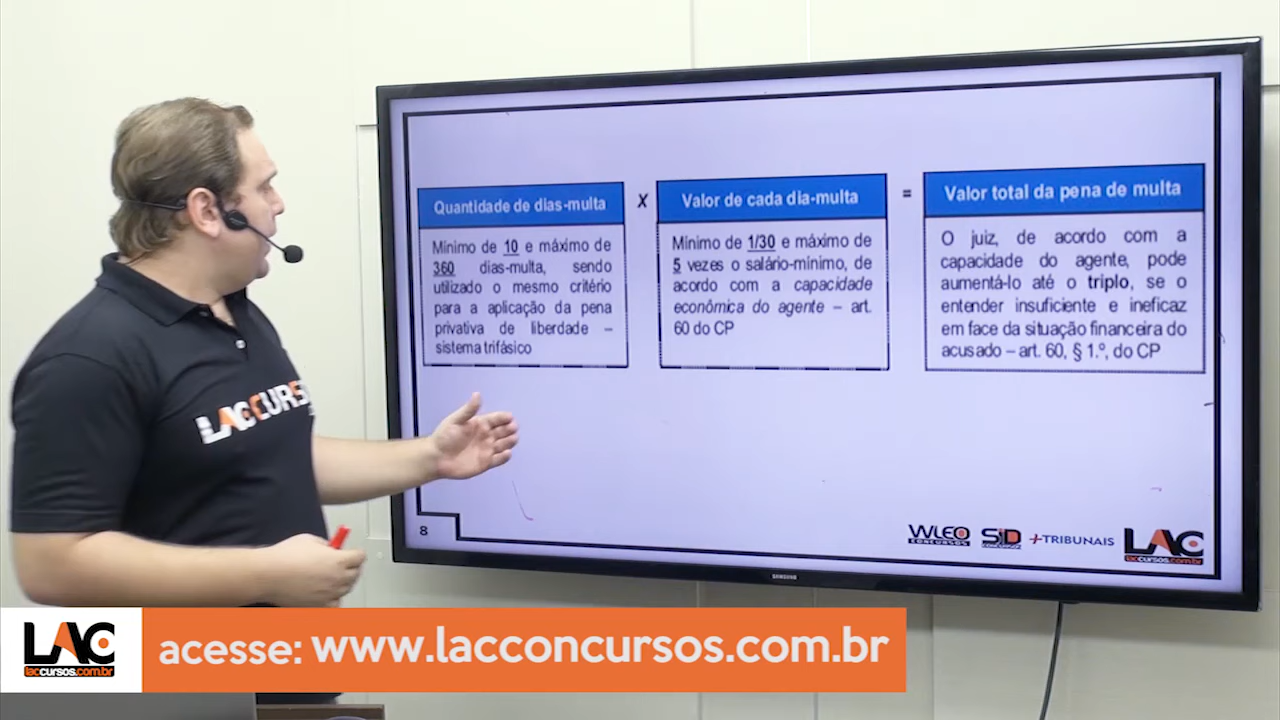 Quantidade de dias-multa
Mínimo de 10 e máximo de
360 dias-multa, sendo
utilizado o mesmo critério
para a aplicação da pena
privativa de liberdade –
sistema trifásico
x
Valor de cada dia-multa
Mínimo de 1/30 e máximo de
5 vezes o salário-mínimo, de
acordo com a capacidade
econômica do agente – art.
60 do CP
=
Valor total da pena de multa
O juiz, de acordo com a
capacidade do agente, pode
aumentá-lo até o triplo, se o
entender insuficiente e ineficaz
em face da situação financeira do
acusado – art. 60, § 1.º, do CP
LAC CURS
8
WLEO
CONCURSOS
SID
+TRIBUNAIS
LAC
laccursos.com.br
SAMSUNG
LAC
laccursos.com.br
acesse: www.lacconcursos.com.br